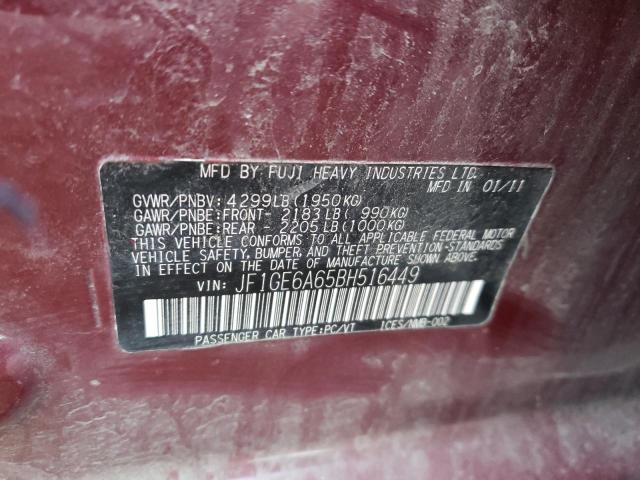 MFD BY FUJI HEAVY INDUSTRIES LTD.
MFD IN 01/11
GVWR/PNBV: 4299LB(1950KG)
GAWR/PNBE:FRONT- 2183LB( 990KG)
GAWR/PNBE:REAR - 2205LB(1000KG)
THIS VEHICLE CONFORMS TO ALL APPLICABLE FEDERAL MOTOR
VEHICLE SAFETY, BUMPER, AND THEFT PREVENTION STANDARDS
IN EFFECT ON THE DATE OF MANUFACTURE SHOWN ABOVE.
VIN: JF1GE6A65BH516449
PASSENGER CAR TYPE:PC/VT ICES/NMB-002